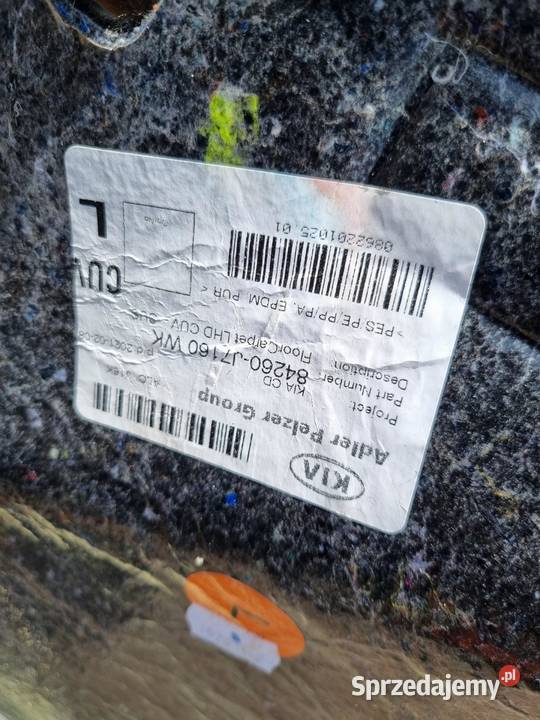 KIA
Adler Pelzer Group
Project: KIA CD
Part Number: 84260-J7160 WK
Description: FloorCarpet LHD CUV
>PES-PE, PP/PA, EPDM, PUR<
0862201025.01
CUV
L
Sprzedajemy.pl